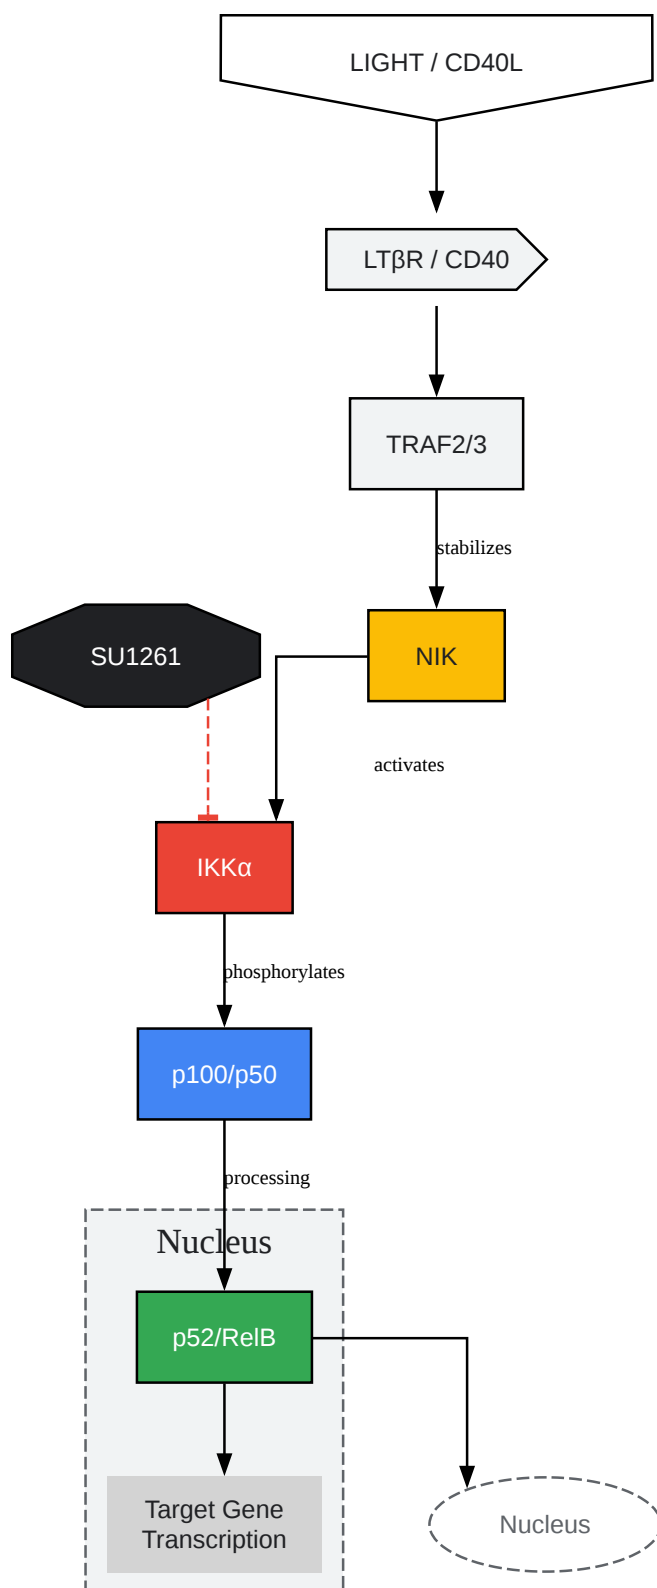 LIGHT / CD40L
LTβR / CD40
TRAF2/3
stabilizes
SU1261
NIK
activates
IKKα
phosphorylates
p100/p50
processing
Nucleus
p52/RelB
Target Gene
Transcription
Nucleus